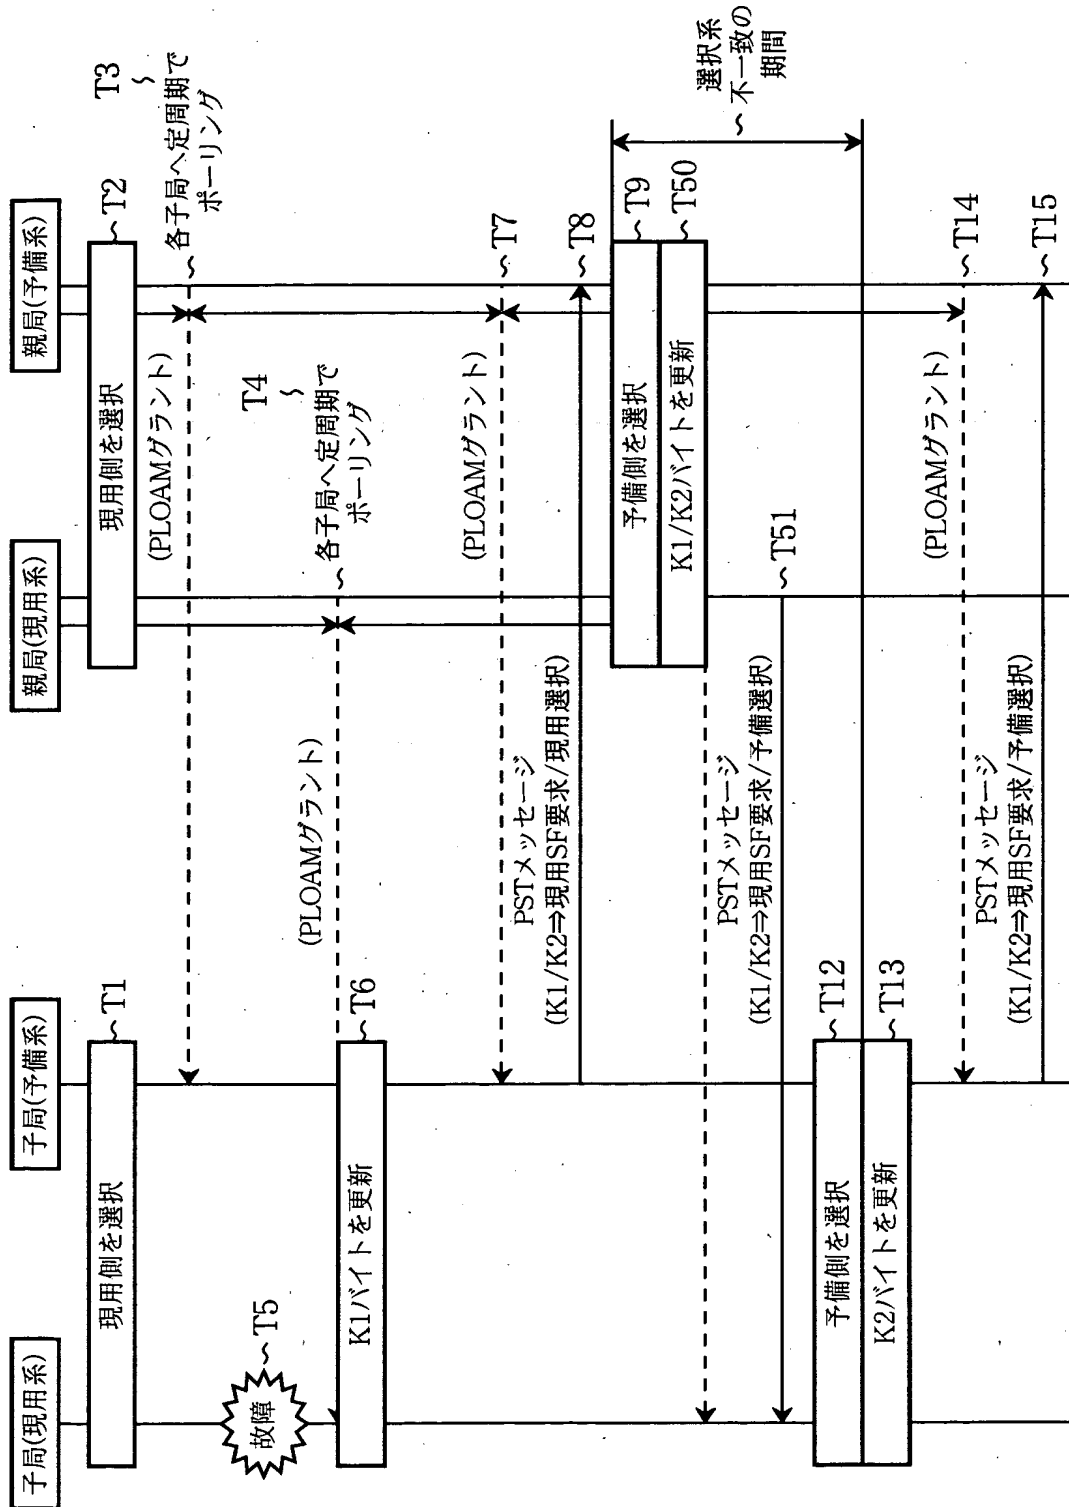 子局(現用系)
子局(予備系)
親局(現用系)
親局(予備系)
現用側を選択
T1
現用側を選択
T2
T3
各子局へ定周期で
ポーリング
(PLOAMグラント)
故障
T5
T4
各子局へ定周期で
ポーリング
(PLOAMグラント)
K1バイトを更新
T6
(PLOAMグラント)
T7
PSTメッセージ
(K1/K2⇒現用SF要求/現用選択)
T8
予備側を選択
T9
K1/K2バイトを更新
T50
選択系
不一致の
期間
PSTメッセージ
(K1/K2⇒現用SF要求/予備選択)
T51
予備側を選択
T12
K2バイトを更新
T13
(PLOAMグラント)
T14
PSTメッセージ
(K1/K2⇒現用SF要求/予備選択)
T15